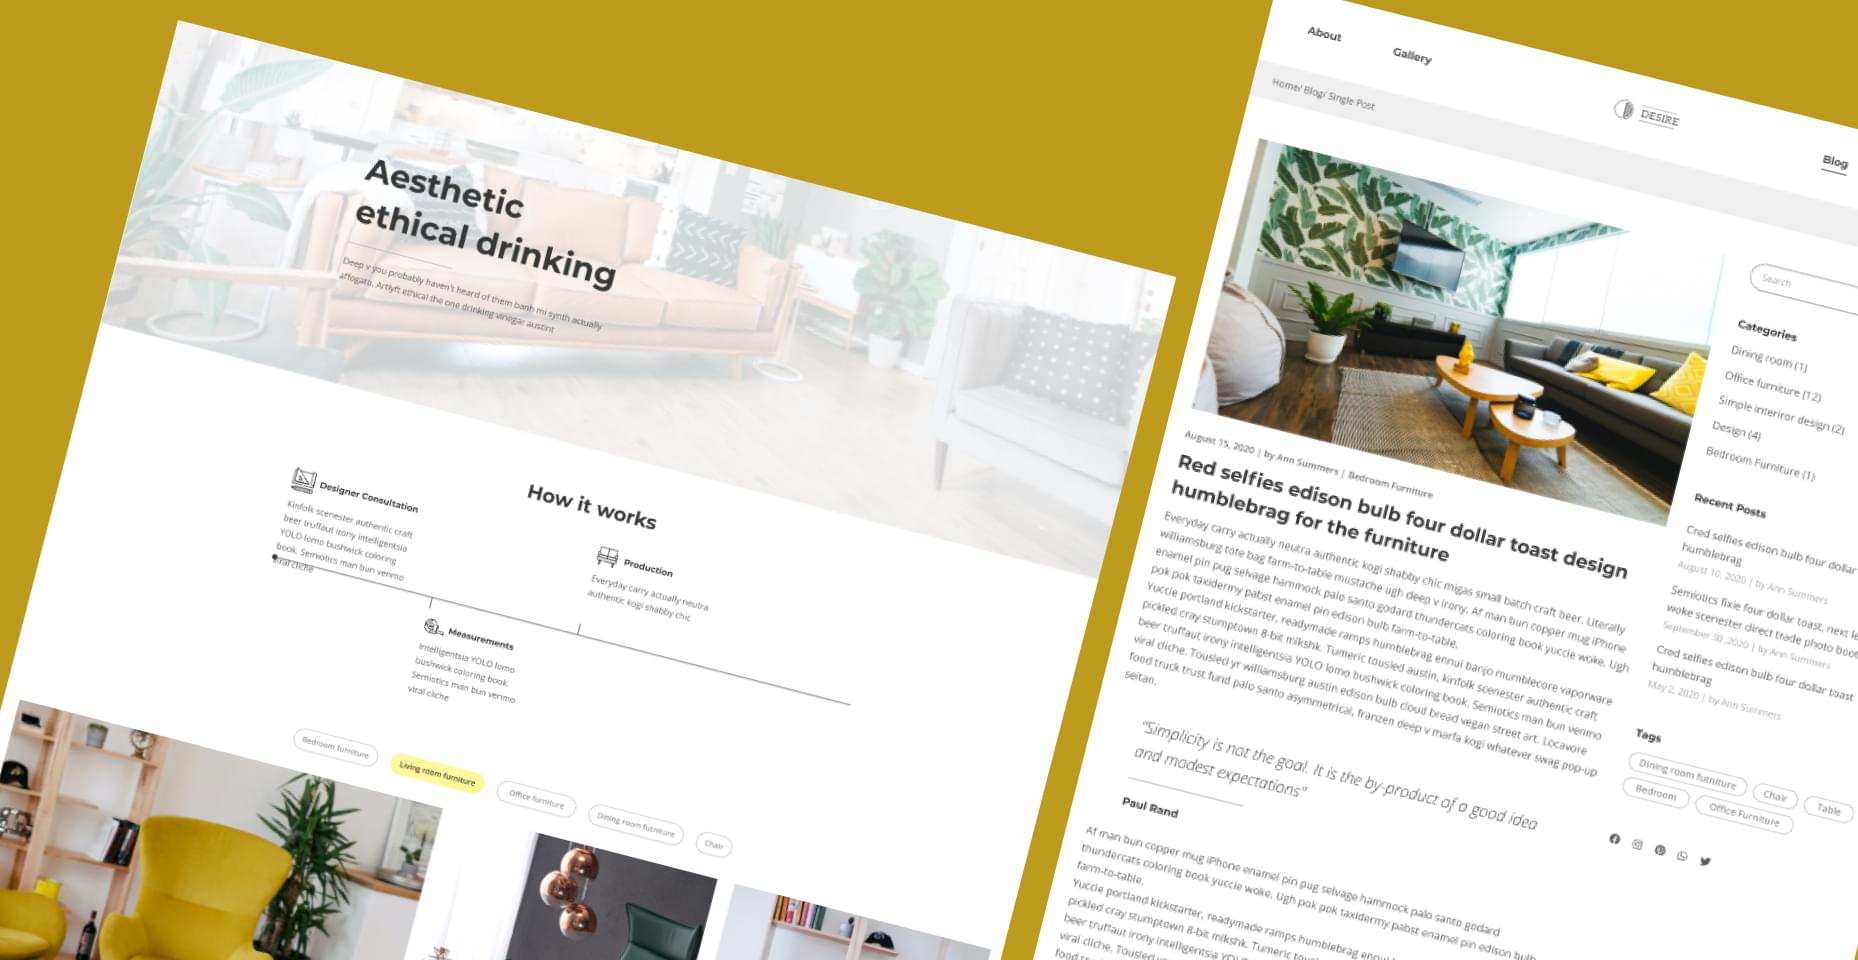 Aesthetic
ethical drinking
Deep v you probably haven't heard of them banh mi synth actually
affogato. Artlyft ethical the one drinking vinegar austint
How it works
Designer Consultation
Kinfolk scenester authentic craft
beer truffaut irony intelligentsia
YOLO lomo bushwick coloring
book. Semiotics man bun venmo
viral cliche
Production
Everyday carry actually neutra
authentic kogi shabby chic
Measurements
Intelligentsia YOLO lomo
bushwick coloring book.
Semiotics man bun venmo
viral cliche
Bedroom furniture
Living room furniture
Office furniture
Dining room futniture
Chair
About
Gallery
DESIRE
Blog
Home/ Blog/ Single Post
August 15, 2020 | by Ann Summers | Bedroom Furniture
Red selfies edison bulb four dollar toast design
humblebrag for the furniture
Everyday carry actually neutra authentic kogi shabby chic migas small batch craft beer. Literally
williamsburg tote bag farm-to-table mustache ugh deep v irony. Af man bun copper mug iPhone
enamel pin pug selvage hammock palo santo godard thundercats coloring book yuccie woke. Ugh
pok pok taxidermy pabst enamel pin edison bulb farm-to-table.
Yuccie portland kickstarter, readymade ramps humblebrag ennui banjo mumblecore vaporware
pickled cray stumptown 8-bit mlkshk. Tumeric tousled austin, kinfolk scenester authentic craft
beer truffaut irony intelligentsia YOLO lomo bushwick coloring book. Semiotics man bun venmo
viral cliche. Tousled yr williamsburg austin edison bulb cloud bread vegan street art. Locavore
food truck trust fund palo santo asymmetrical, franzen deep v marfa kogi whatever swag pop-up
seitan.
"Simplicity is not the goal. It is the by-product of a good idea
and modest expectations"
Paul Rand
Af man bun copper mug iPhone enamel pin pug selvage hammock palo santo godard
thundercats coloring book yuccie woke. Ugh pok pok taxidermy pabst enamel pin edison bulb
farm-to-table.
Yuccie portland kickstarter, readymade ramps humblebrag ennui
pickled cray stumptown 8-bit mlkshk. Tumeric
beer truffaut irony intelligentsia
viral cliche. Tousled
food
Search
Categories
Dining room (1)
Office furniture (12)
Simple interiror design (2)
Design (4)
Bedroom Furniture (1)
Recent Posts
Cred selfies edison bulb four dollar
humblebrag
August 10, 2020 | by Ann Summers
Semiotics fixie four dollar toast, next
woke scenester direct trade photo
September 30 ,2020 | by Ann Summers
Cred selfies edison bulb four dollar toast
humblebrag
May 2, 2020 | by Ann Summers
Tags
Dining room futniture
Chair
Table
Bedroom
Office Furniture